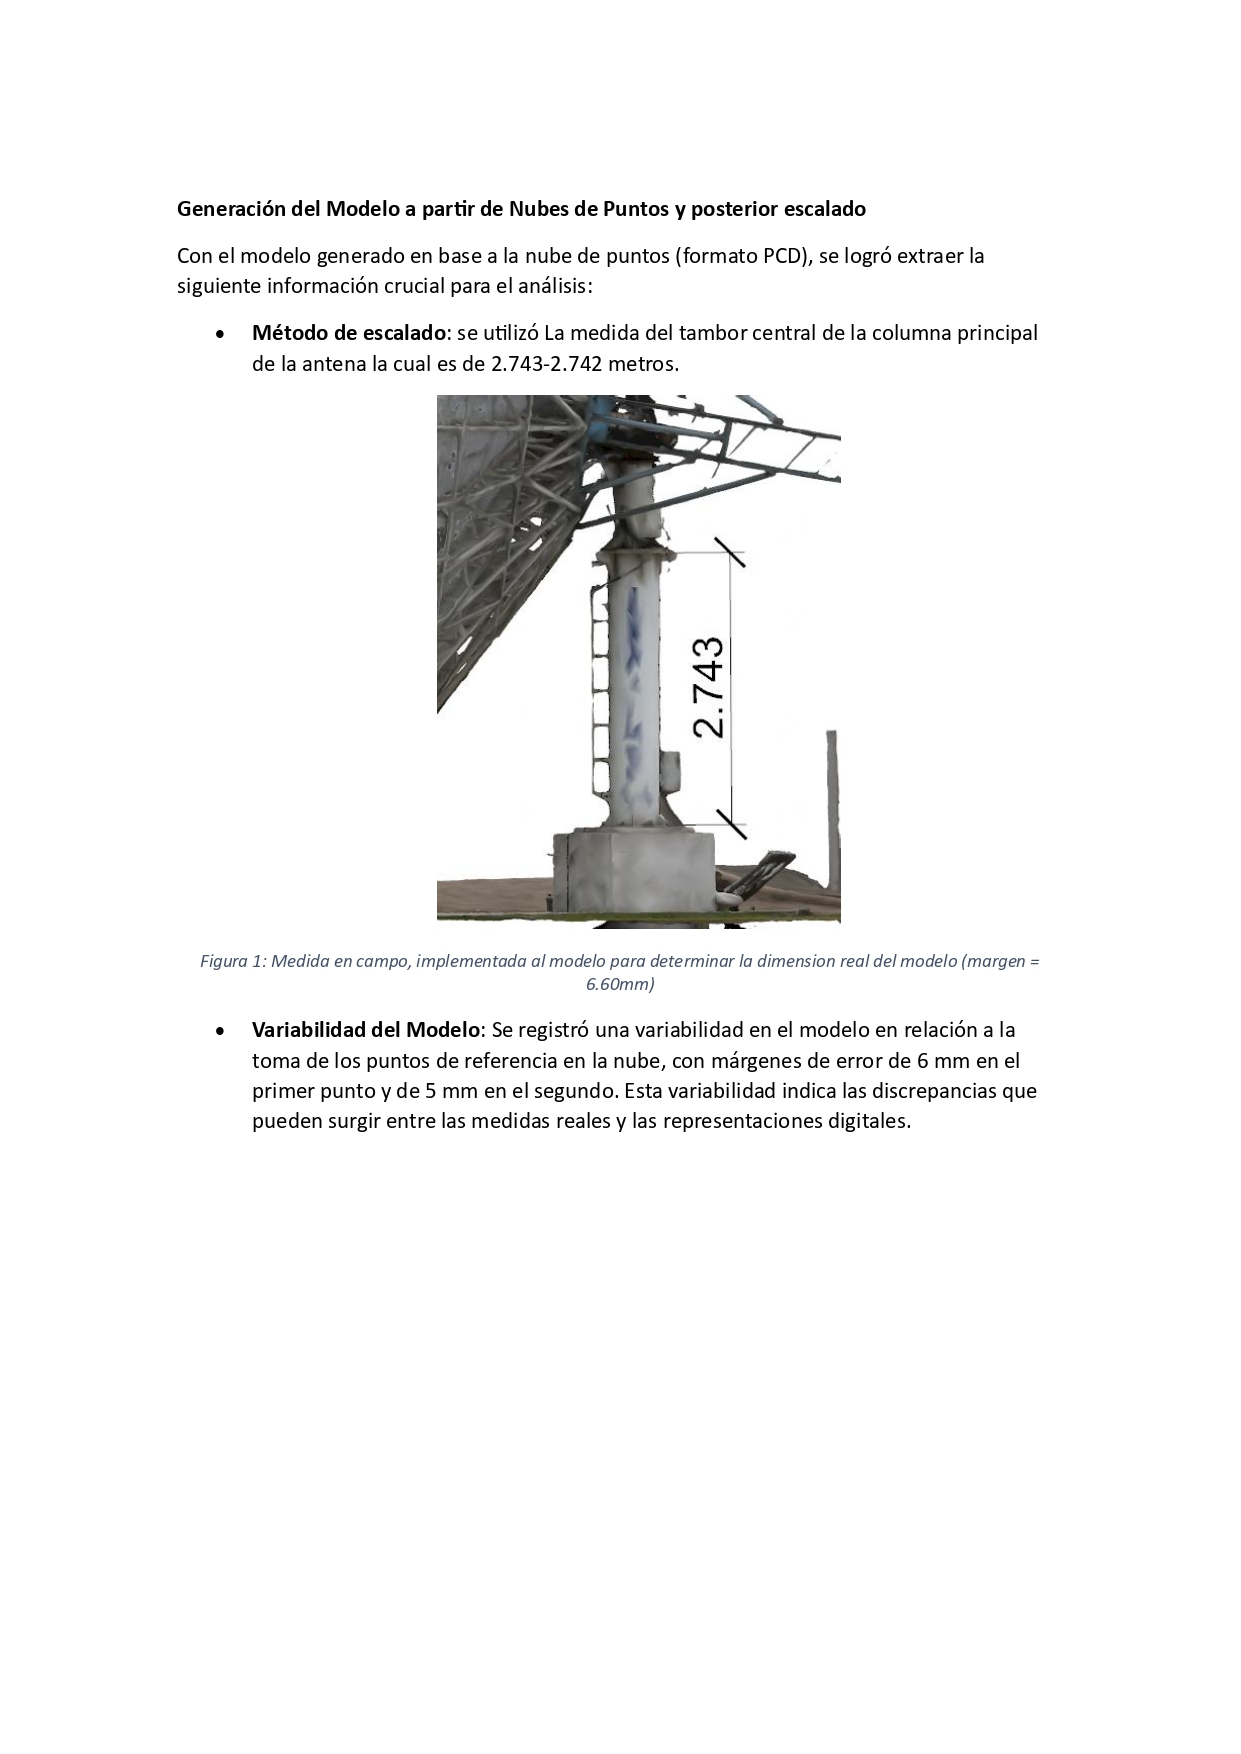 Generación del Modelo a partir de Nubes de Puntos y posterior escalado
Con el modelo generado en base a la nube de puntos (formato PCD), se logró extraer la
siguiente información crucial para el análisis:
• Método de escalado: se utilizó La medida del tambor central de la columna principal
de la antena la cual es de 2.743-2.742 metros.
2.743
Figura 1: Medida en campo, implementada al modelo para determinar la dimension real del modelo (margen =
6.60mm)
• Variabilidad del Modelo: Se registró una variabilidad en el modelo en relación a la
toma de los puntos de referencia en la nube, con márgenes de error de 6 mm en el
primer punto y de 5 mm en el segundo. Esta variabilidad indica las discrepancias que
pueden surgir entre las medidas reales y las representaciones digitales.